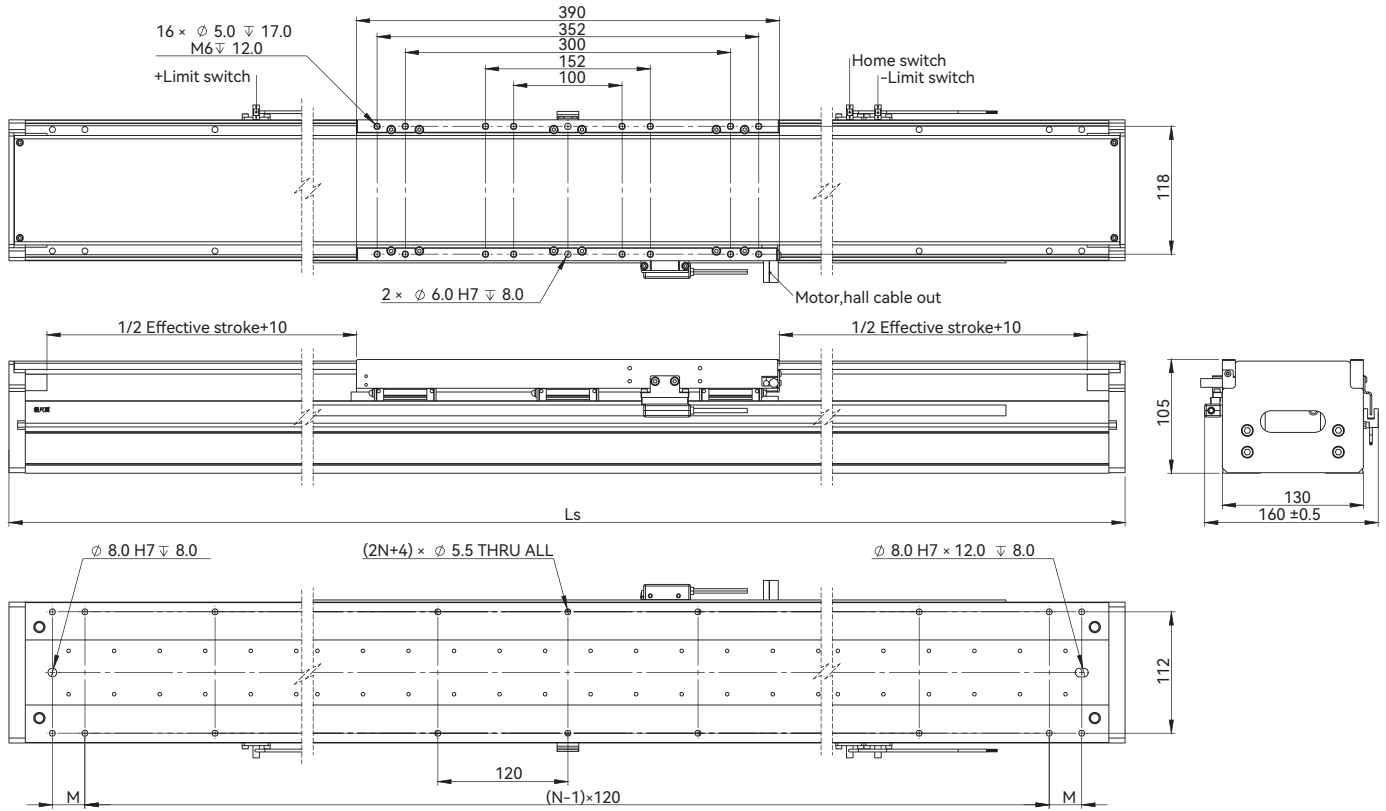 390
16 × ∅ 5.0 ↧ 17.0
352
M6 ↧ 12.0
300
152
+Limit switch
100
Home switch
-Limit switch
118
2 × ∅ 6.0 H7 ↧ 8.0
Motor,hall cable out
1/2 Effective stroke+10
1/2 Effective stroke+10
105
130
160 ±0.5
Ls
∅ 8.0 H7 ↧ 8.0
(2N+4) × ∅ 5.5 THRU ALL
∅ 8.0 H7 × 12.0 ↧ 8.0
112
120
M
(N-1)×120
M